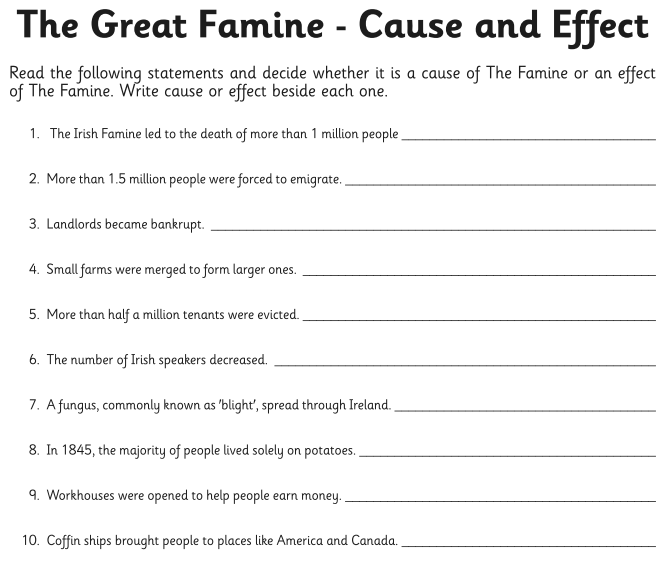 The Great Famine - Cause and Effect
Read the following statements and decide whether it is a cause of The Famine or an effect
of The Famine. Write cause or effect beside each one.
1. The Irish Famine led to the death of more than 1 million people
2. More than 1.5 million people were forced to emigrate.
3. Landlords became bankrupt.
4. Small farms were merged to form larger ones.
5. More than half a million tenants were evicted.
6. The number of Irish speakers decreased.
7. A fungus, commonly known as 'blight', spread through Ireland.
8. In 1845, the majority of people lived solely on potatoes.
9. Workhouses were opened to help people earn money.
10. Coffin ships brought people to places like America and Canada.